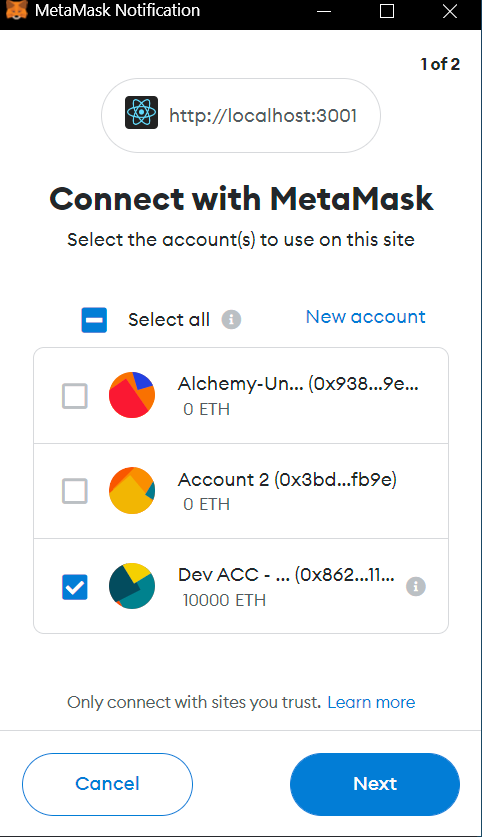 MetaMask Notification
1 of 2
http://localhost:3001
Connect with MetaMask
Select the account(s) to use on this site
Select all
New account
Alchemy-Un... (0x938...9e...
0 ETH
Account 2 (0x3bd...fb9e)
0 ETH
Dev ACC - ... (0x862...11...
10000 ETH
Only connect with sites you trust. Learn more
Cancel
Next